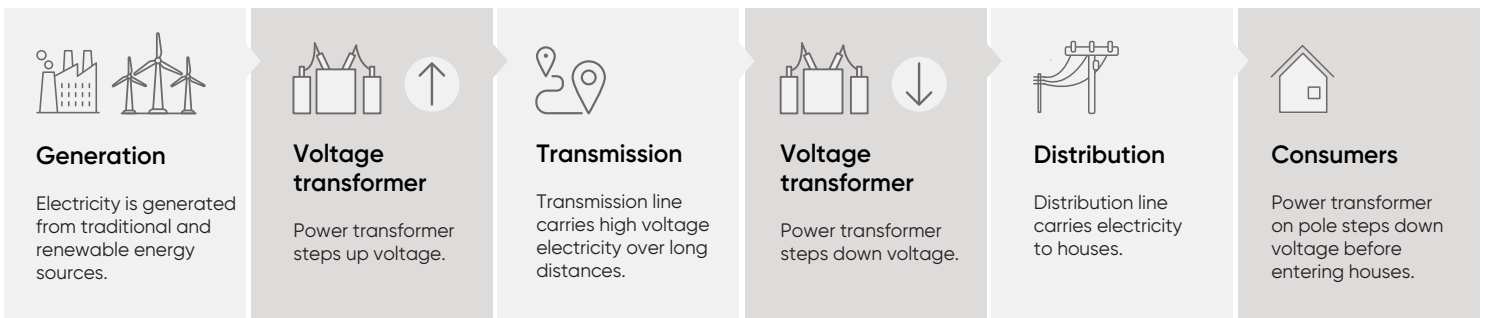 Generation
Electricity is generated
from traditional and
renewable energy
sources.
Voltage
transformer
Power transformer
steps up voltage.
Transmission
Transmission line
carries high voltage
electricity over long
distances.
Voltage
transformer
Power transformer
steps down voltage.
Distribution
Distribution line
carries electricity
to houses.
Consumers
Power transformer
on pole steps down
voltage before
entering houses.